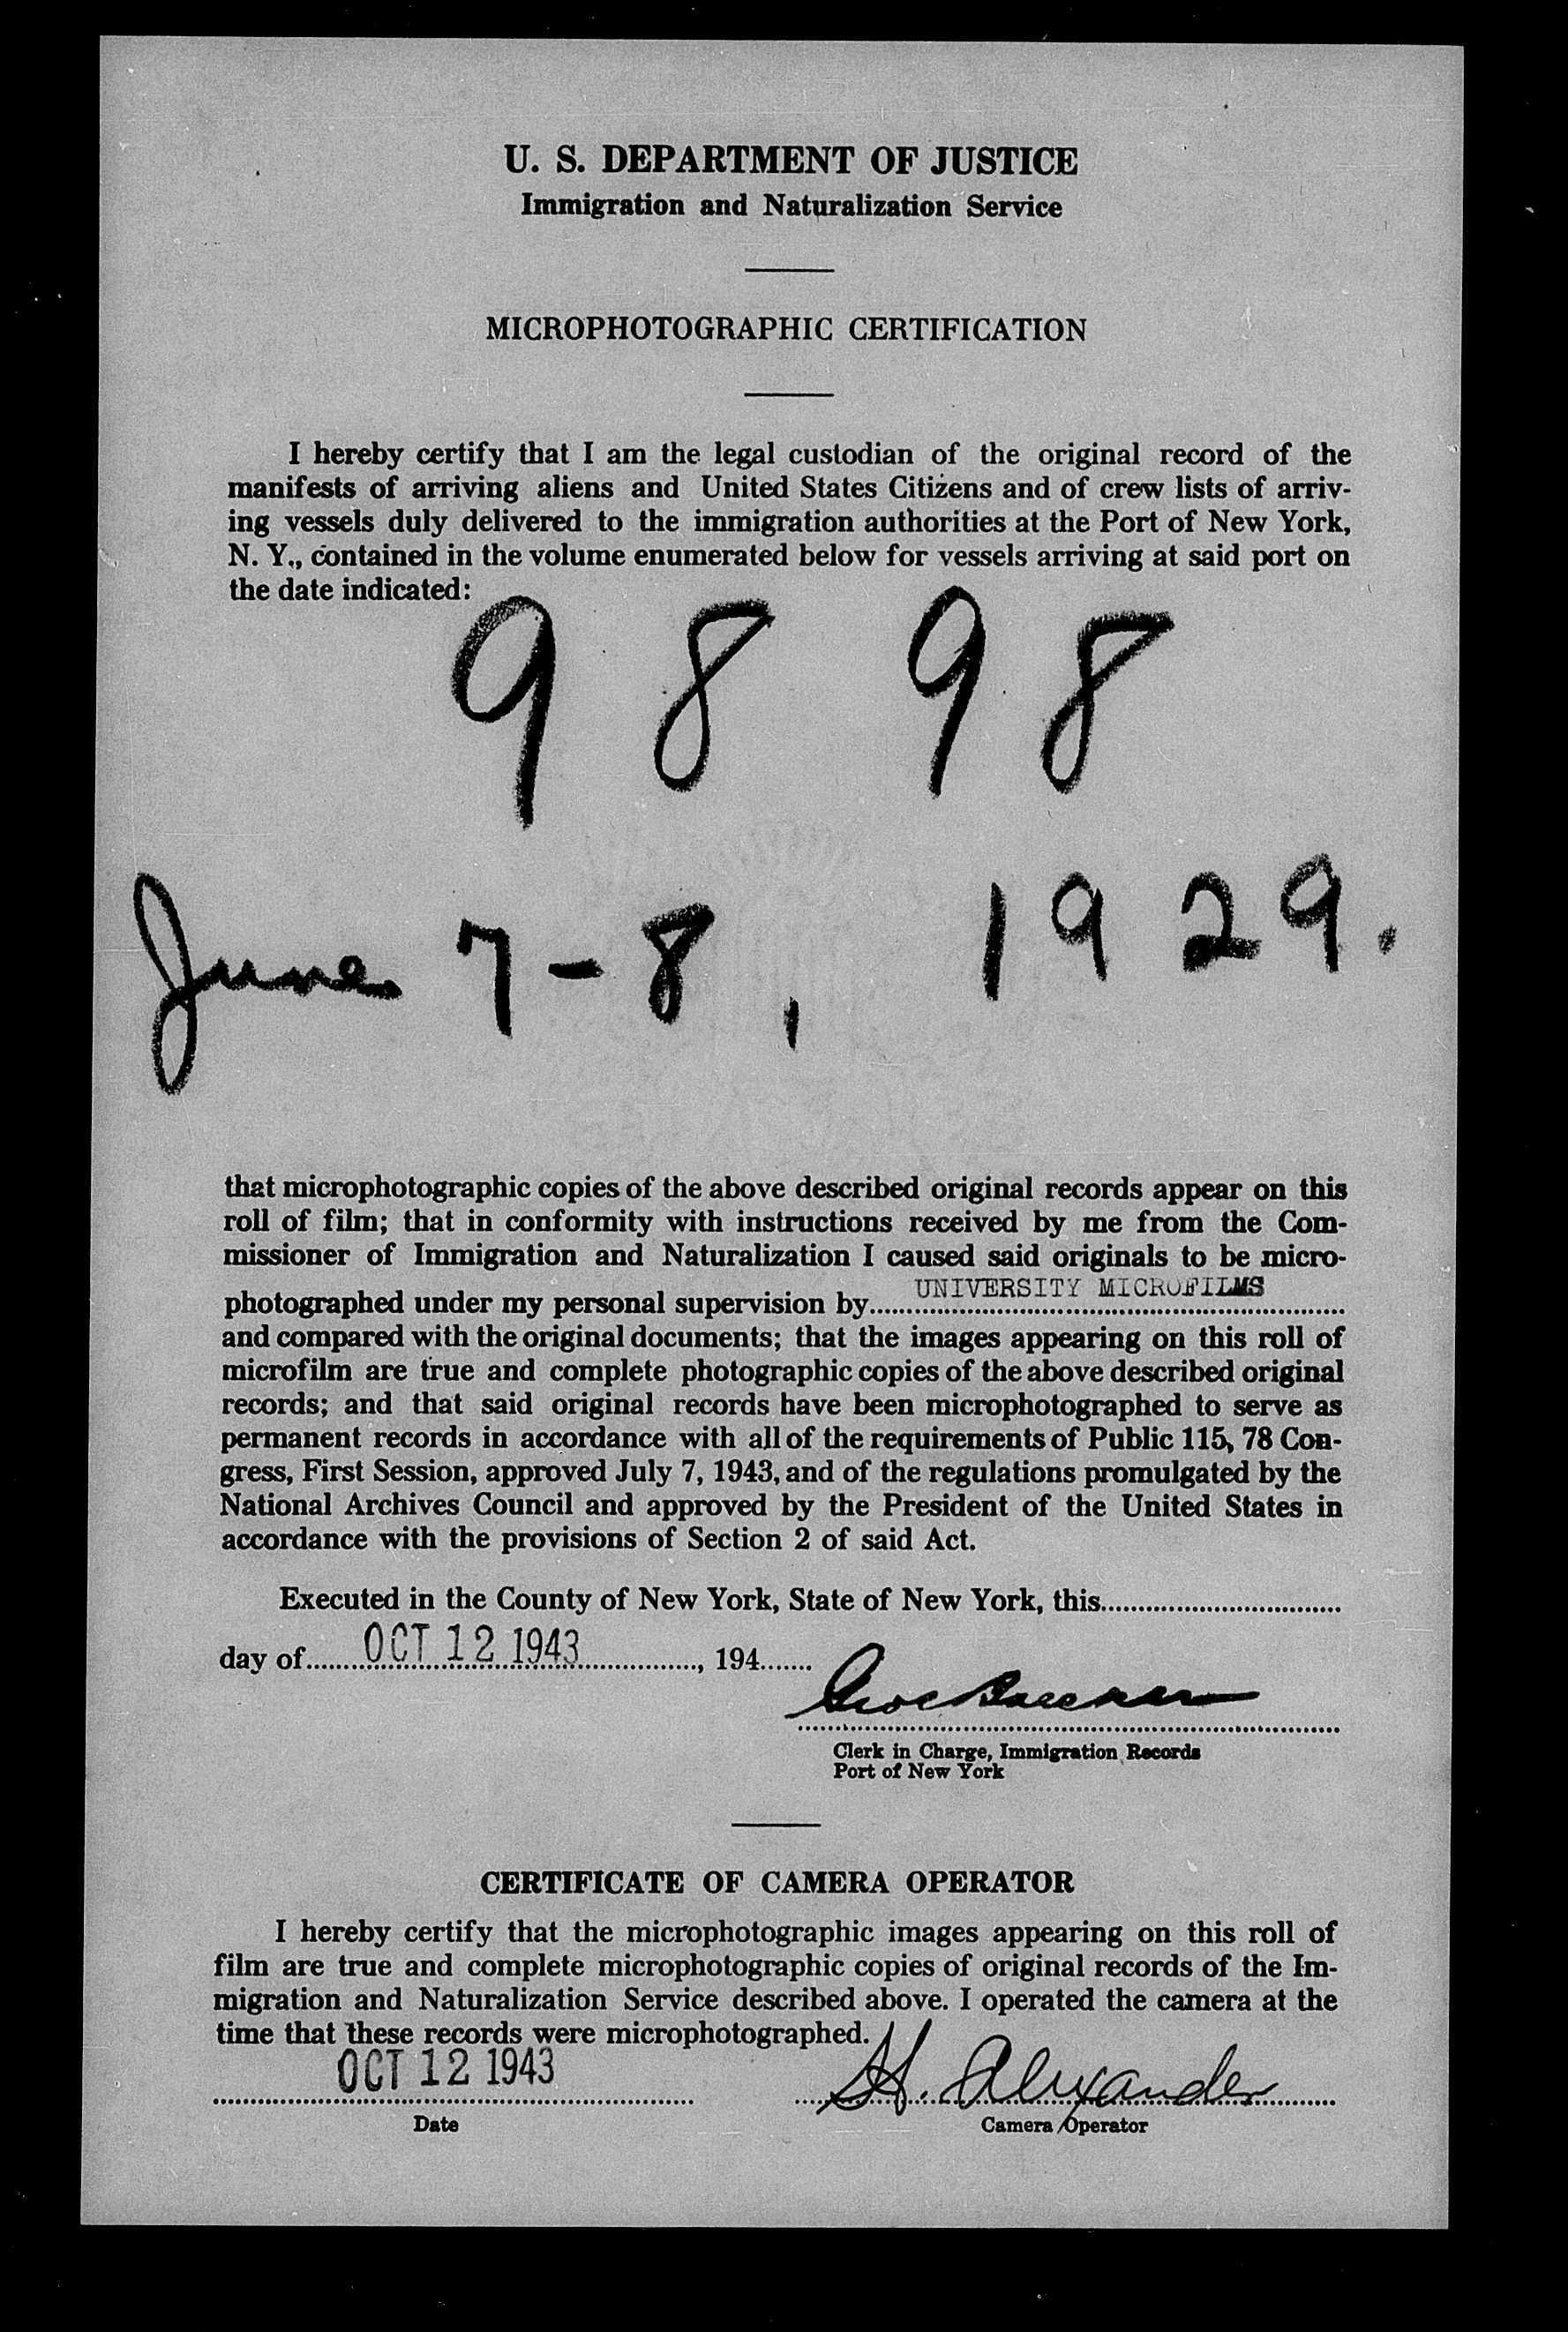 U. S. DEPARTMENT OF JUSTICE
Immigration and Naturalization Service
MICROPHOTOGRAPHIC CERTIFICATION
I hereby certify that I am the legal custodian of the original record of the
manifests of arriving aliens and United States Citizens and of crew lists of arriv-
ing vessels duly delivered to the immigration authorities at the Port of New York,
N. Y., contained in the volume enumerated below for vessels arriving at said port on
the date indicated:
9 8 9 8
June 7-8, 1929.
that microphotographic copies of the above described original records appear on this
roll of film; that in conformity with instructions received by me from the Com-
missioner of Immigration and Naturalization I caused said originals to be micro-
photographed under my personal supervision by UNIVERSITY MICROFILMS
and compared with the original documents; that the images appearing on this roll of
microfilm are true and complete photographic copies of the above described original
records; and that said original records have been microphotographed to serve as
permanent records in accordance with all of the requirements of Public 115, 78 Con-
gress, First Session, approved July 7, 1943, and of the regulations promulgated by the
National Archives Council and approved by the President of the United States in
accordance with the provisions of Section 2 of said Act.
Executed in the County of New York, State of New York, this
day of OCT 12 1943, 194
Clerk in Charge, Immigration Records
Port of New York
CERTIFICATE OF CAMERA OPERATOR
I hereby certify that the microphotographic images appearing on this roll of
film are true and complete microphotographic copies of original records of the Im-
migration and Naturalization Service described above. I operated the camera at the
time that these records were microphotographed.
OCT 12 1943 H. Alexander
Date Camera Operator